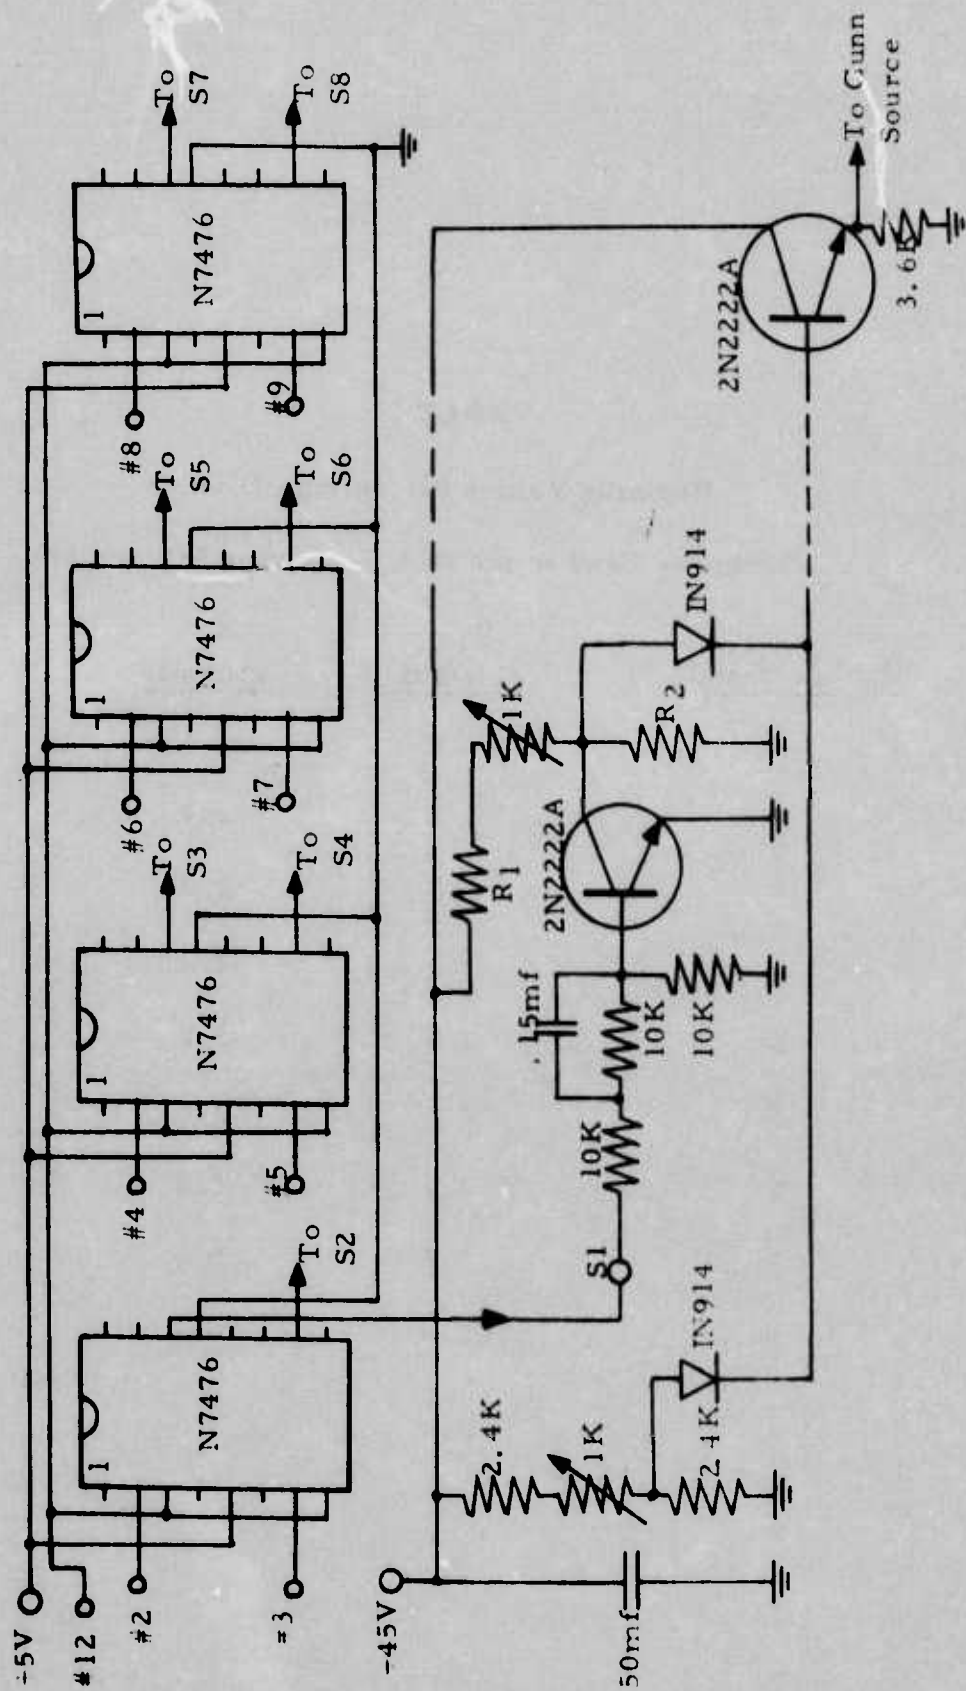 +5V
#12
#2
#3
1
N7476
To
S2
#4
#5
1
N7476
To
S3
To
S4
#6
#7
1
N7476
To
S5
To
S6
#8
#9
1
N7476
To
S7
To
S8
-45V
50mf
2.4K
1K
2.4K
IN914
S1
10K
.15mf
10K
10K
2N2222A
R1
1K
R2
IN914
2N2222A
3.6K
To Gunn
Source